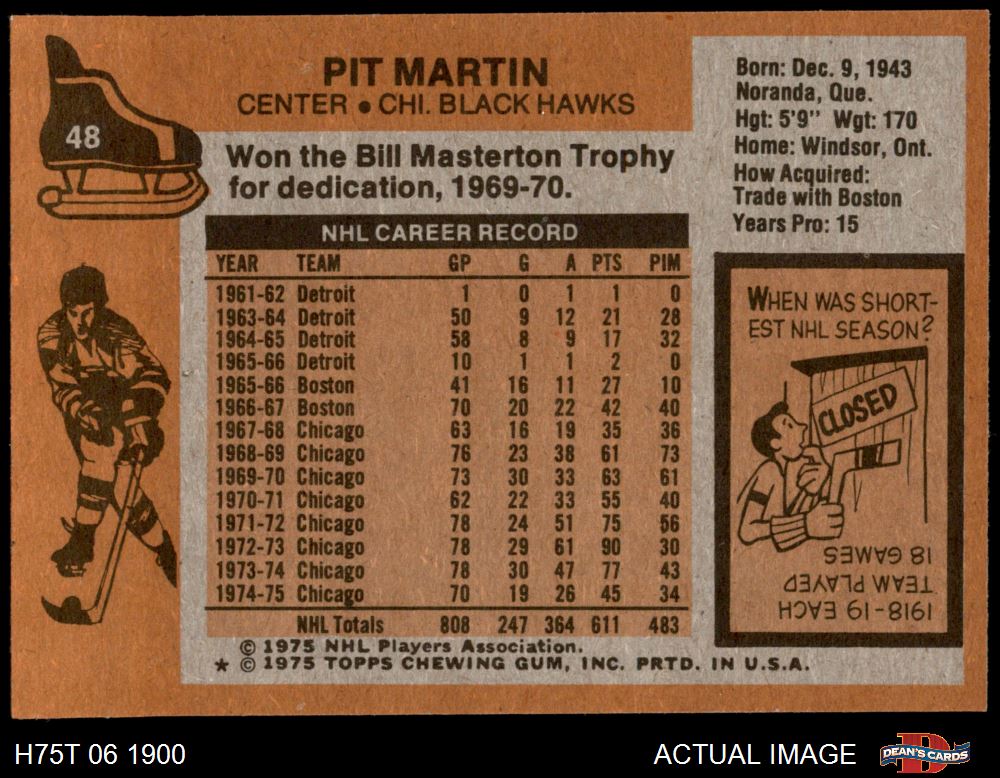 48
PIT MARTIN
CENTER • CHI. BLACK HAWKS
Won the Bill Masterton Trophy
for dedication, 1969-70.
Born: Dec. 9, 1943
Noranda, Que.
Hgt: 5'9" Wgt: 170
Home: Windsor, Ont.
How Acquired:
Trade with Boston
Years Pro: 15
NHL CAREER RECORD
YEAR TEAM GP G A PTS PIM
1961-62 Detroit 1 0 1 1 0
1963-64 Detroit 50 9 12 21 28
1964-65 Detroit 58 8 9 17 32
1965-66 Detroit 10 1 1 2 0
1965-66 Boston 41 16 11 27 10
1966-67 Boston 70 20 22 42 40
1967-68 Chicago 63 16 19 35 36
1968-69 Chicago 76 23 38 61 73
1969-70 Chicago 73 30 33 63 61
1970-71 Chicago 62 22 33 55 40
1971-72 Chicago 78 24 51 75 56
1972-73 Chicago 78 29 61 90 30
1973-74 Chicago 78 30 47 77 43
1974-75 Chicago 70 19 26 45 34
NHL Totals 808 247 364 611 483
© 1975 NHL Players Association.
★ © 1975 TOPPS CHEWING GUM, INC. PRTD. IN U.S.A.
WHEN WAS SHORT-
EST NHL SEASON?
CLOSED
1918-19 EACH
TEAM PLAYED
18 GAMES
H75T 06 1900
ACTUAL IMAGE
D
DEAN'S CARDS